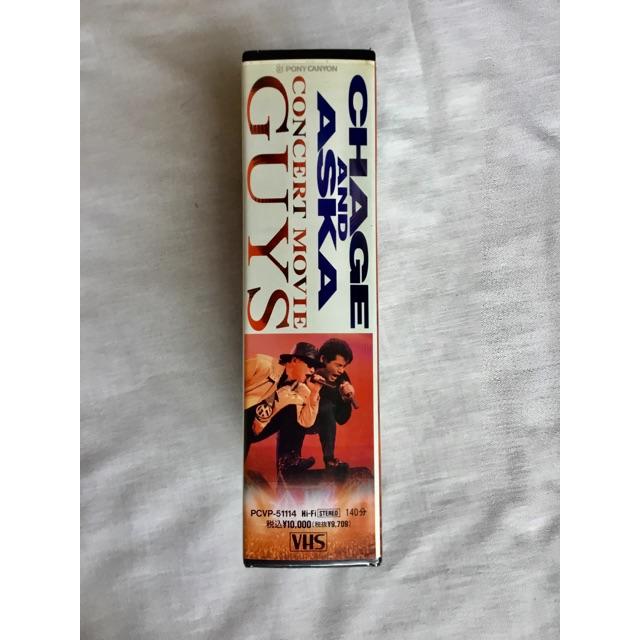 PONY CANYON
CHAGE
AND
ASKA
CONCERT MOVIE
GUYS
PCVP-51114 Hi-Fi STEREO 140分
税込¥10,000(税抜¥9,709)
VHS